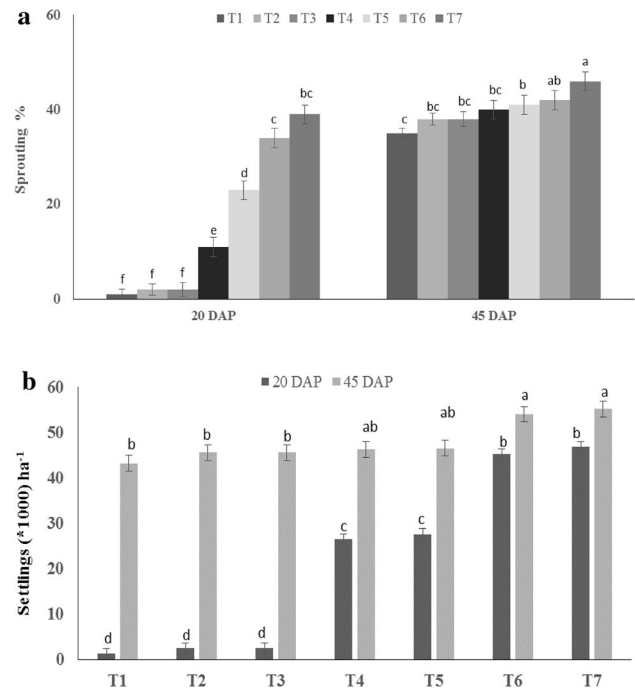 a
T1 T2 T3 T4 T5 T6 T7
Sprouting %
60
40
20
0
f f f e d c bc
c bc bc bc b ab a
20 DAP 45 DAP
b
20 DAP 45 DAP
Settlings (*1000) ha-1
60
50
40
30
20
10
0
d b d b d b c ab c ab b a b a
T1 T2 T3 T4 T5 T6 T7